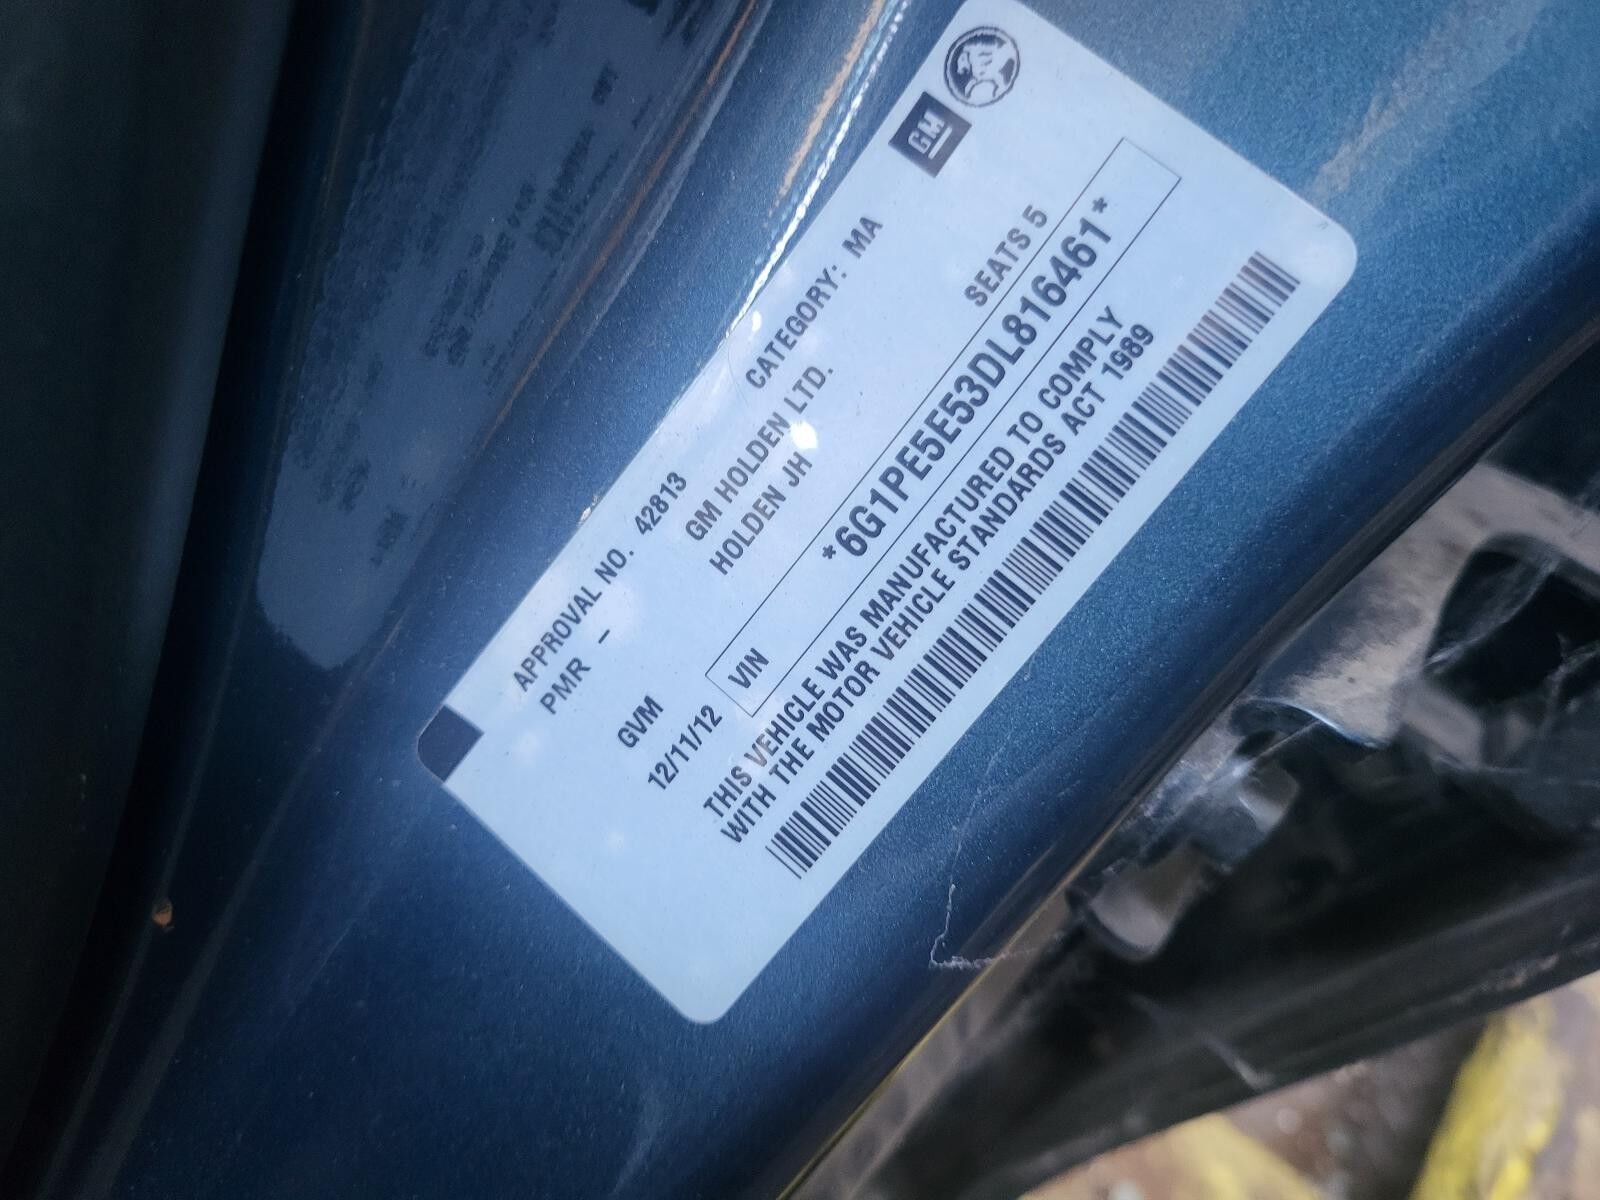 APPROVAL NO. 42813 CATEGORY: MA
PMR –
GM
GM HOLDEN LTD.
GVM HOLDEN JH SEATS 5
12/11/12
VIN *6G1PE5E53DL816461*
THIS VEHICLE WAS MANUFACTURED TO COMPLY
WITH THE MOTOR VEHICLE STANDARDS ACT 1989